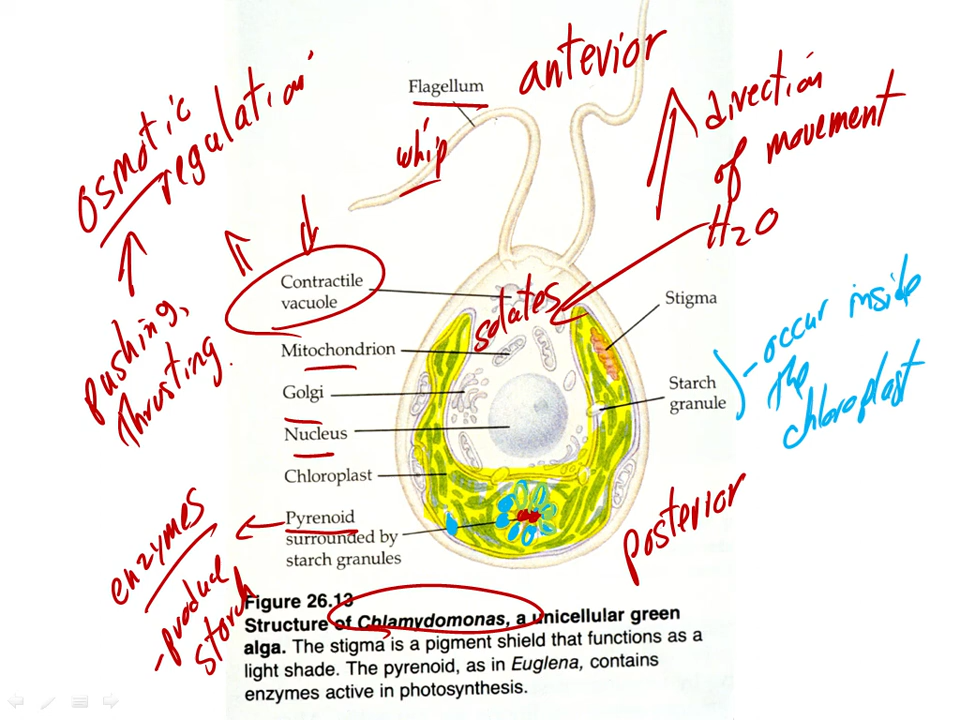 anterior
Flagellum
whip
direction
of movement
H2O
osmotic
regulation
Contractile
vacuole
solates
Stigma
pushing,
thrusting.
Mitochondrion
Golgi
Nucleus
Chloroplast
Starch
granule
occur inside
the
chloroplast
Pyrenoid
surrounded by
starch granules
enzymes
-produce
starch
posterior
Figure 26.13
Structure of Chlamydomonas, a unicellular green
alga. The stigma is a pigment shield that functions as a
light shade. The pyrenoid, as in Euglena, contains
enzymes active in photosynthesis.